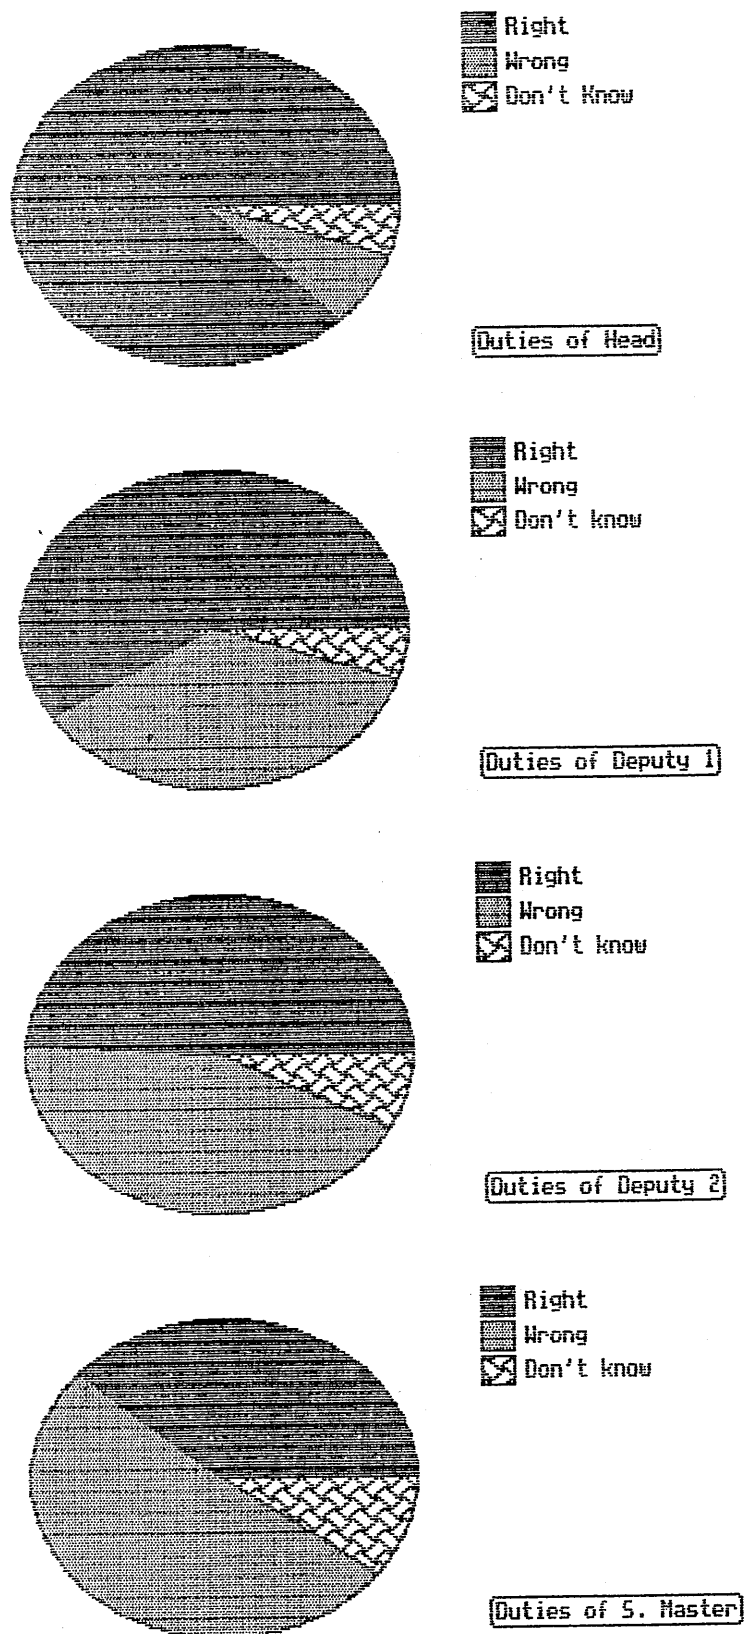 Right
Wrong
Don't Know
Duties of Head
Right
Wrong
Don't know
Duties of Deputy 1
Right
Wrong
Don't know
Duties of Deputy 2
Right
Wrong
Don't know
Duties of S. Master